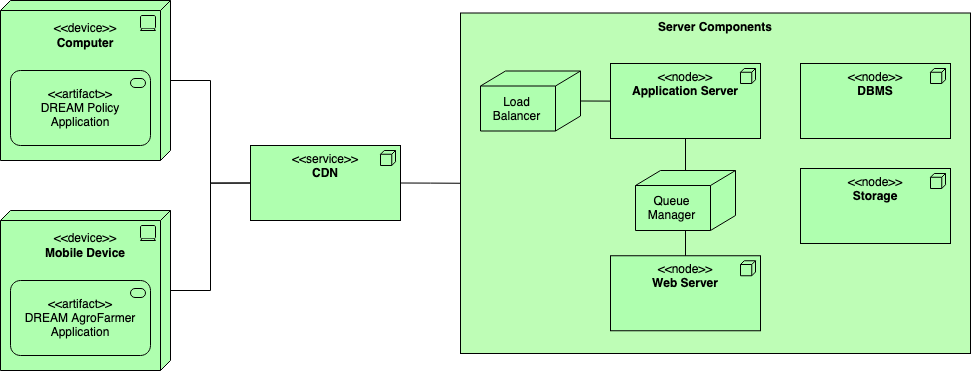 <<device>>
Computer
<<artifact>>
DREAM Policy
Application
<<device>>
Mobile Device
<<artifact>>
DREAM AgroFarmer
Application
<<service>>
CDN
Server Components
Load
Balancer
<<node>>
Application Server
Queue
Manager
<<node>>
Web Server
<<node>>
DBMS
<<node>>
Storage